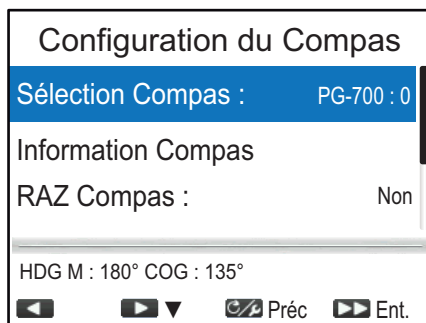 Configuration du Compas
Sélection Compas : PG-700 : 0
Information Compas
RAZ Compas : Non
HDG M : 180° COG : 135°
Préc Ent.